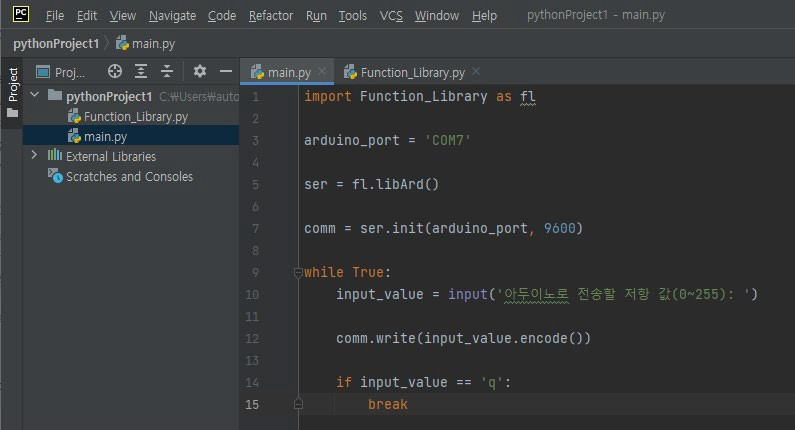 PC File Edit View Navigate Code Refactor Run Tools VCS Window Help pythonProject1 - main.py
pythonProject1 main.py
Project
Proj... main.py Function_Library.py
pythonProject1 C:₩Users₩auto
Function_Library.py
main.py
External Libraries
Scratches and Consoles
1 import Function_Library as fl
2
3 arduino_port = 'COM7'
4
5 ser = fl.libArd()
6
7 comm = ser.init(arduino_port, 9600)
8
9 while True:
10 input_value = input('아두이노로 전송할 저항 값(0~255): ')
11
12 comm.write(input_value.encode())
13
14 if input_value == 'q':
15 break